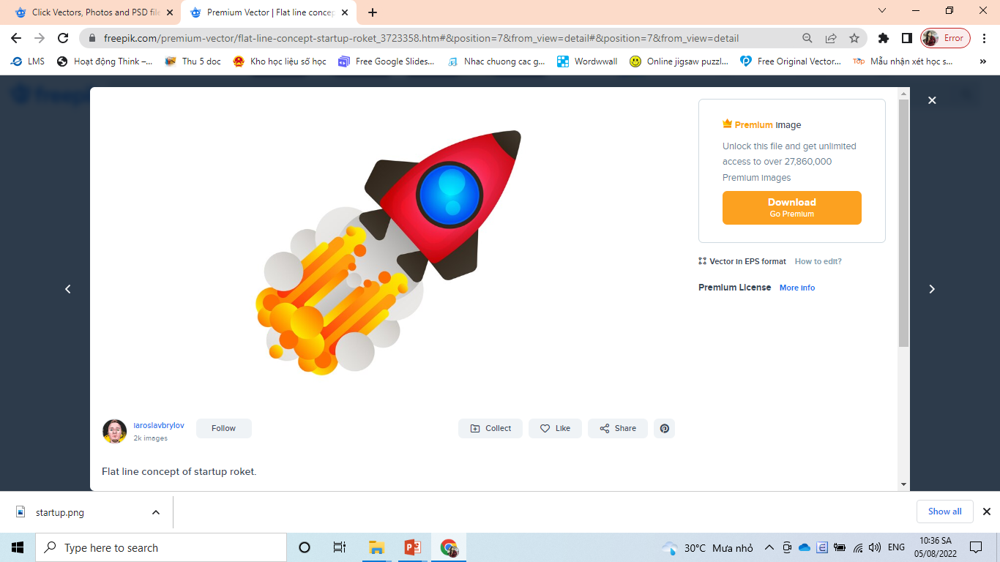 Click Vectors, Photos and PSD file
Premium Vector | Flat line concep
freepik.com/premium-vector/flat-line-concept-startup-roket_3723358.htm#&position=7&from_view=detail#&position=7&from_view=detail
Error
LMS
Hoạt động Think –...
Thu 5 doc
Kho học liệu số học
Free Google Slides...
Nhac chuong cac g...
Wordwwall
Online jigsaw puzzl...
Free Original Vector...
Mẫu nhận xét học s...
»
freepik
Premium Image
Unlock this file and get unlimited
access to over 27,860,000
Premium images
Download
Go Premium
Vector in EPS format How to edit?
Premium License More info
iaroslavbrylov
2k images
Follow
Collect
Like
Share
Flat line concept of startup roket.
startup.png
Show all
Type here to search
30°C Mưa nhỏ
ENG
10:36 SA
05/08/2022